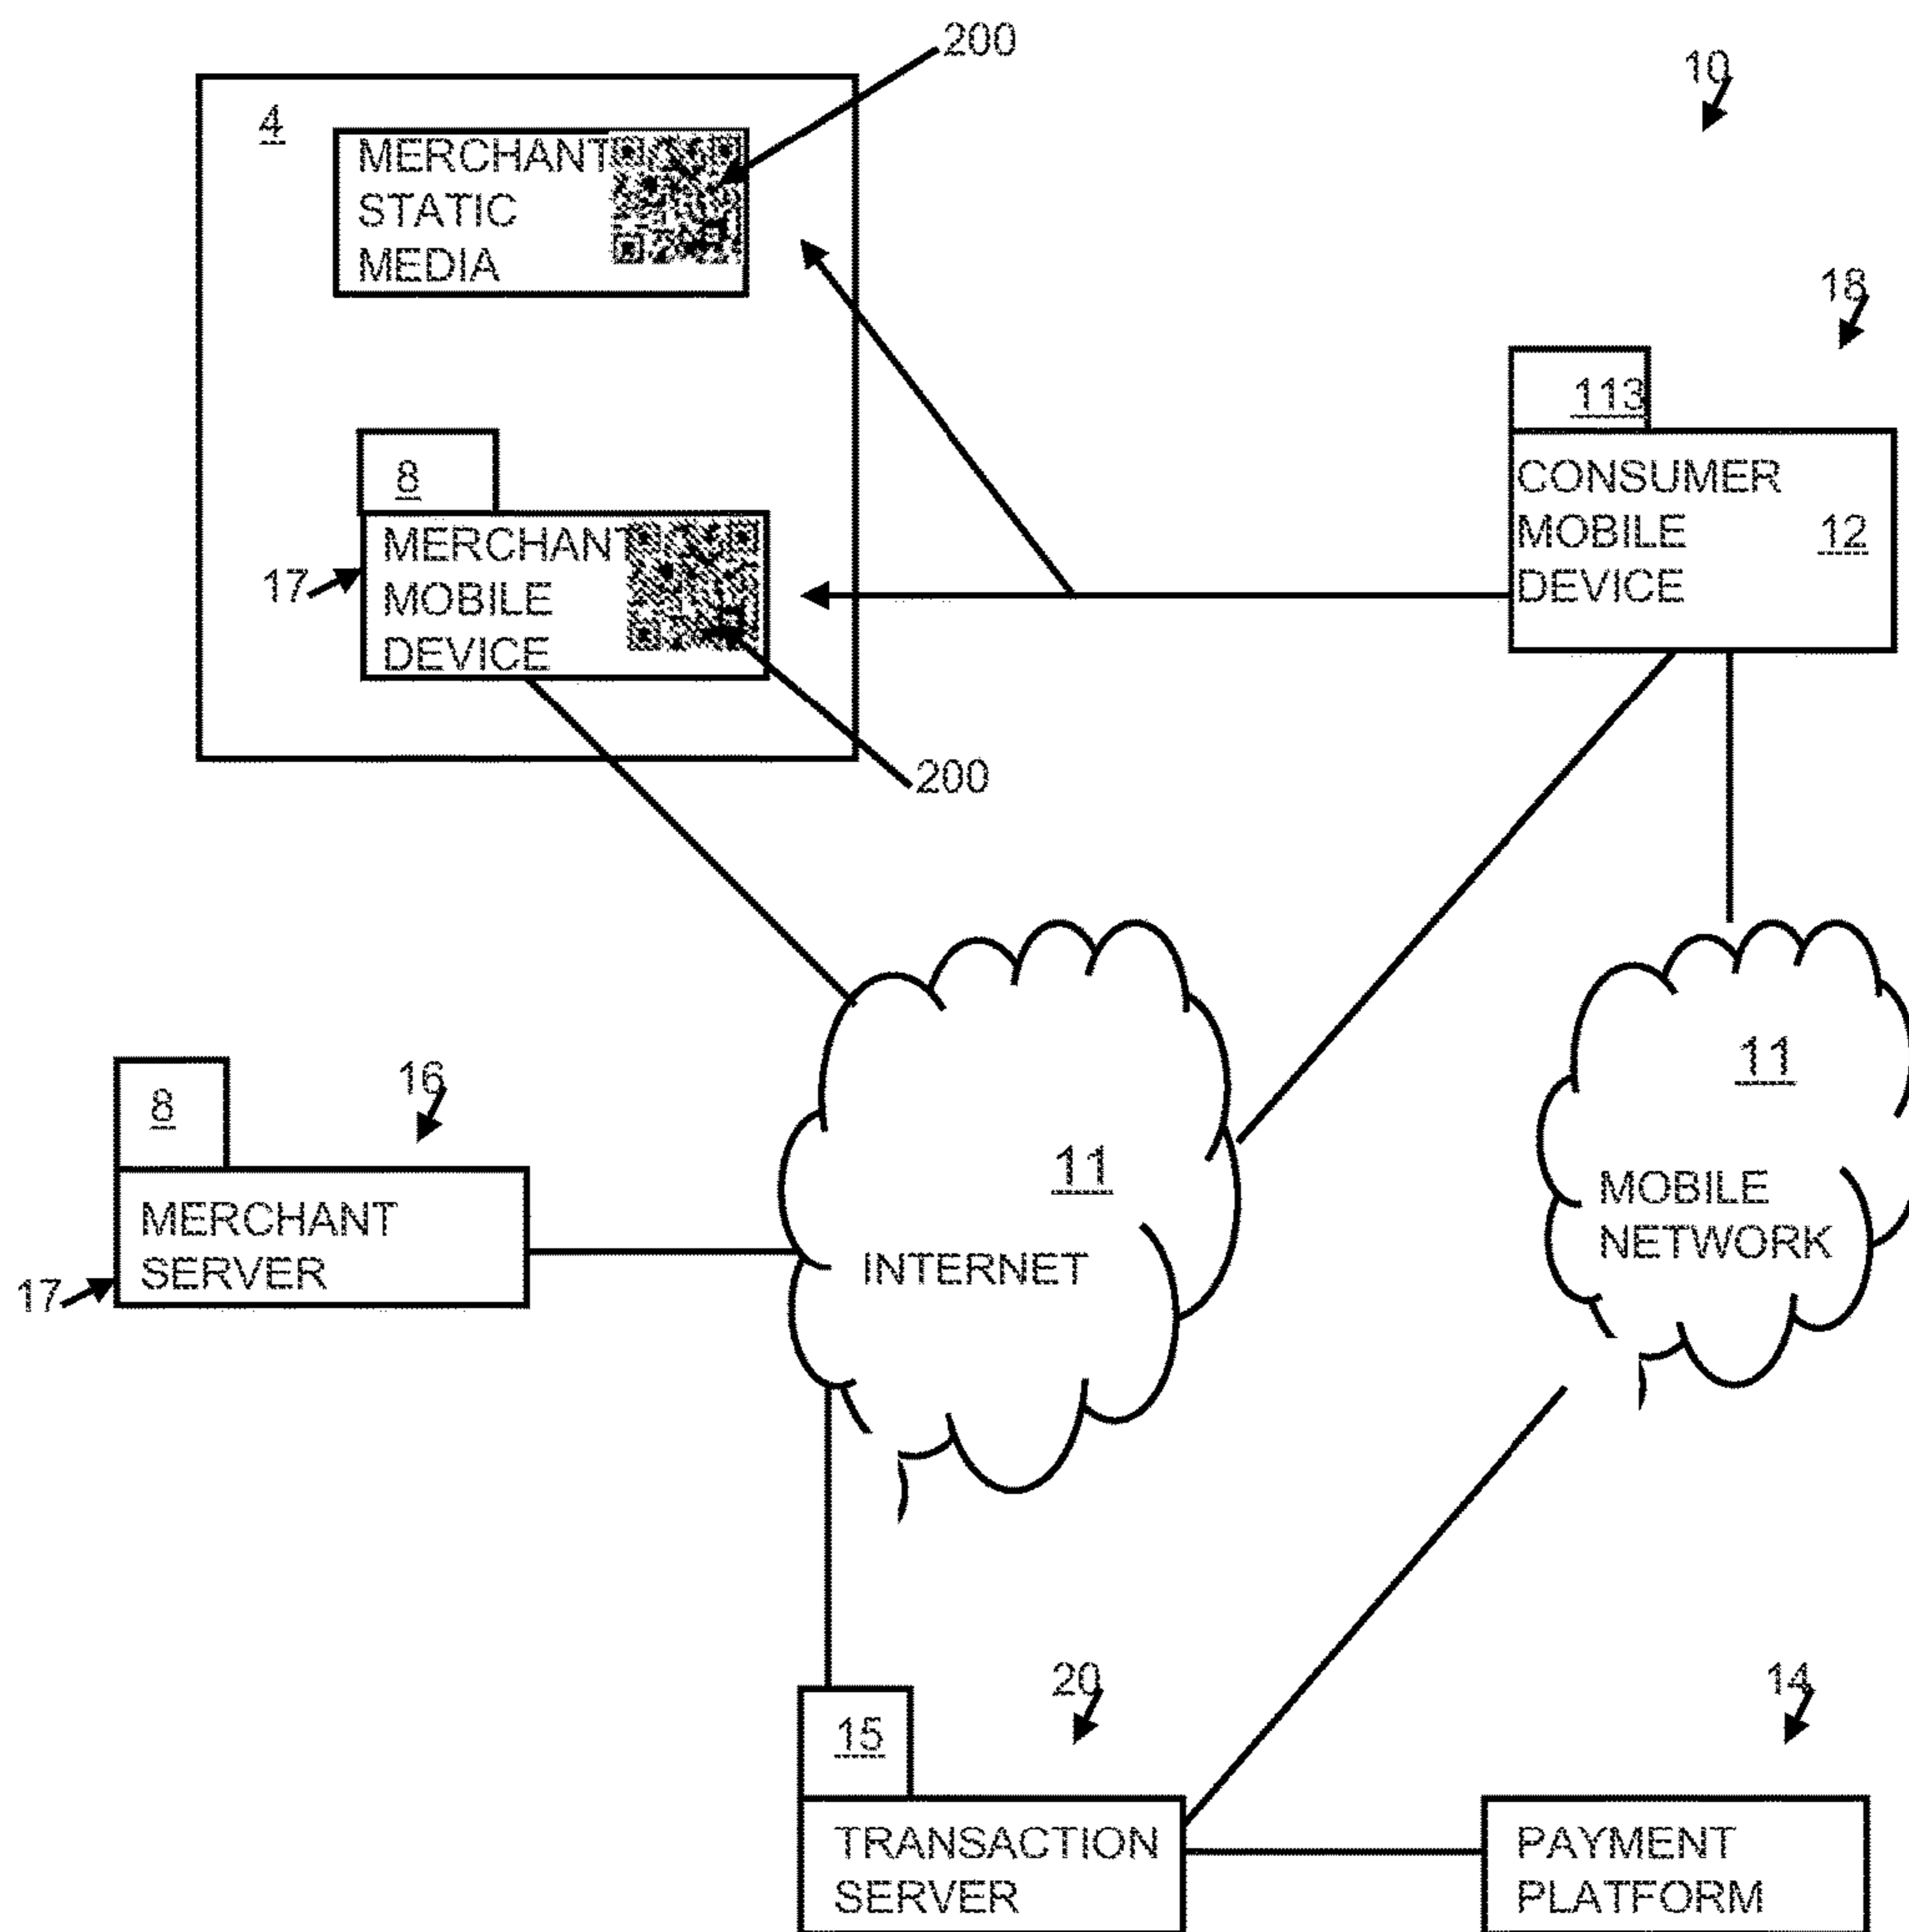 200
10
4
MERCHANT
STATIC
MEDIA
18
113
8
CONSUMER
MOBILE
DEVICE
12
17
MERCHANT
MOBILE
DEVICE
200
11
11
8
16
MOBILE
NETWORK
MERCHANT
SERVER
INTERNET
17
20
14
15
TRANSACTION
SERVER
PAYMENT
PLATFORM